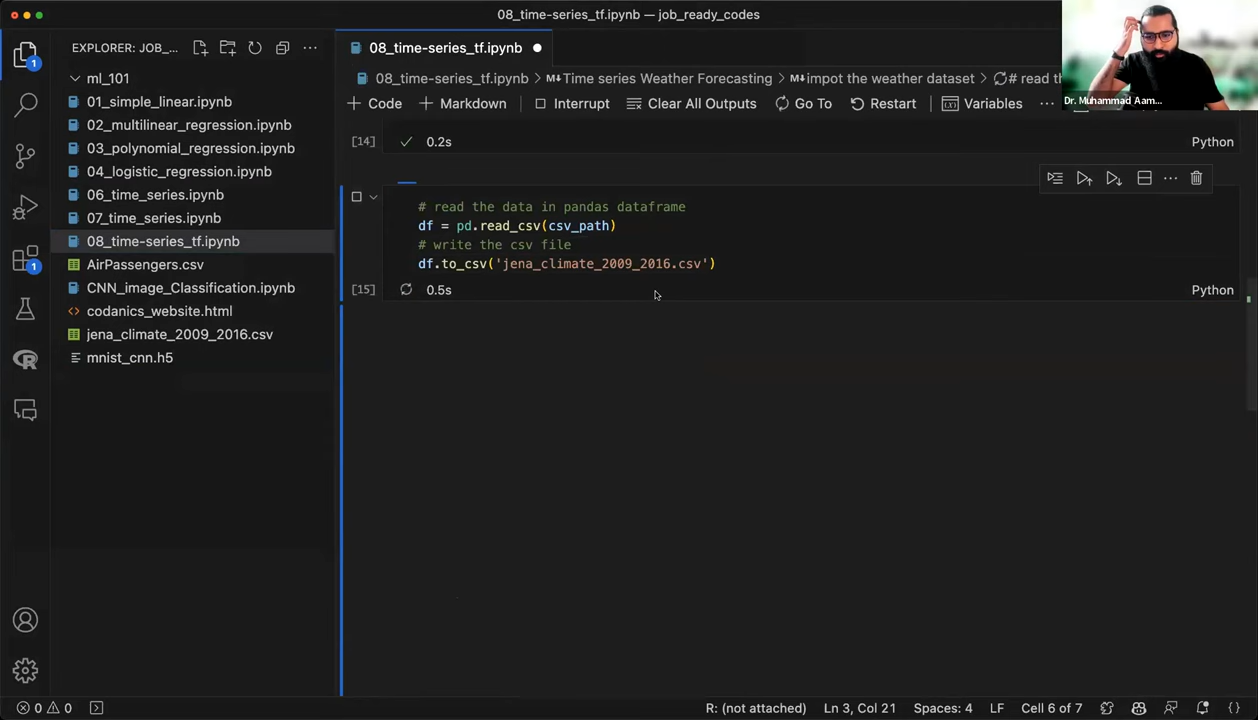 08_time-series_tf.ipynb — job_ready_codes
EXPLORER: JOB_...
08_time-series_tf.ipynb
08_time-series_tf.ipynb > M↓Time series Weather Forecasting > M↓impot the weather dataset > # read th
Dr. Muhammad Aam...
+ Code + Markdown Interrupt Clear All Outputs Go To Restart Variables ...
ml_101
01_simple_linear.ipynb
02_multilinear_regression.ipynb
03_polynomial_regression.ipynb
04_logistic_regression.ipynb
06_time_series.ipynb
07_time_series.ipynb
08_time-series_tf.ipynb
AirPassengers.csv
CNN_image_Classification.ipynb
codanics_website.html
jena_climate_2009_2016.csv
mnist_cnn.h5
1
1
R
[14] 0.2s Python
# read the data in pandas dataframe
df = pd.read_csv(csv_path)
# write the csv file
df.to_csv('jena_climate_2009_2016.csv')
[15] 0.5s Python
0 0 R: (not attached) Ln 3, Col 21 Spaces: 4 LF Cell 6 of 7